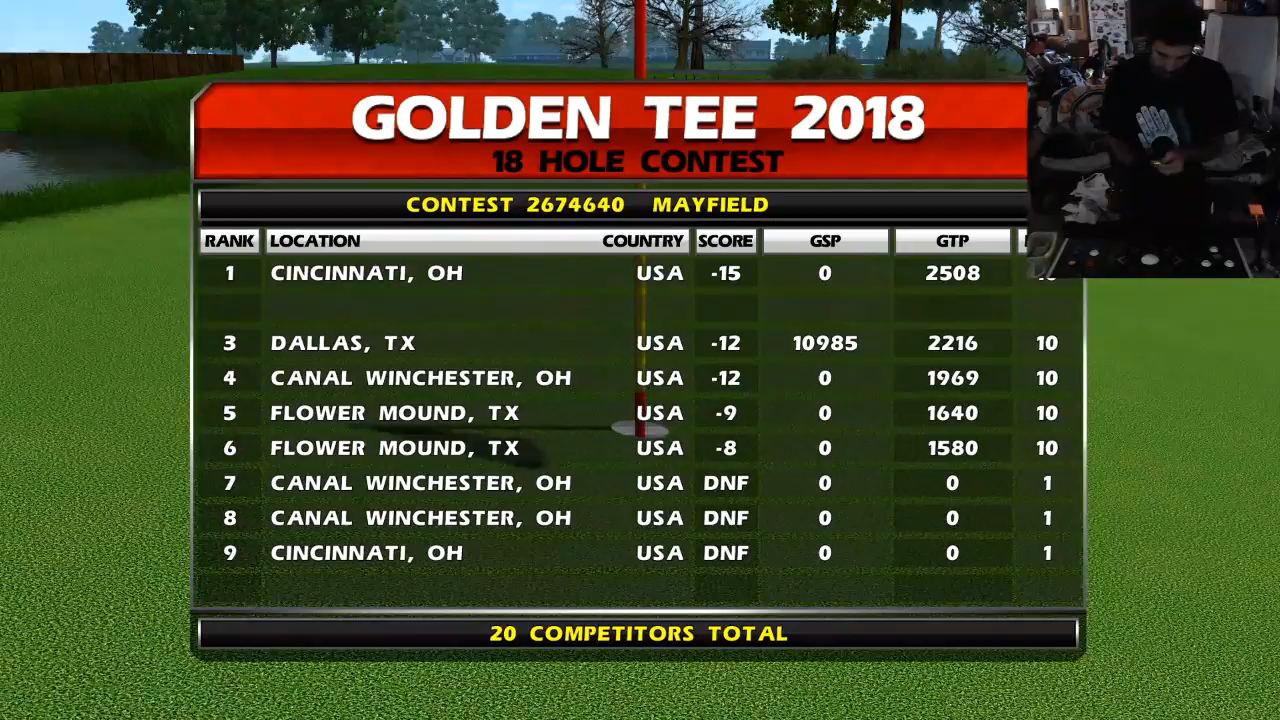 GOLDEN TEE 2018
18 HOLE CONTEST
CONTEST 2674640 MAYFIELD
RANK LOCATION COUNTRY SCORE GSP GTP
1 CINCINNATI, OH USA -15 0 2508
3 DALLAS, TX USA -12 10985 2216 10
4 CANAL WINCHESTER, OH USA -12 0 1969 10
5 FLOWER MOUND, TX USA -9 0 1640 10
6 FLOWER MOUND, TX USA -8 0 1580 10
7 CANAL WINCHESTER, OH USA DNF 0 0 1
8 CANAL WINCHESTER, OH USA DNF 0 0 1
9 CINCINNATI, OH USA DNF 0 0 1
20 COMPETITORS TOTAL